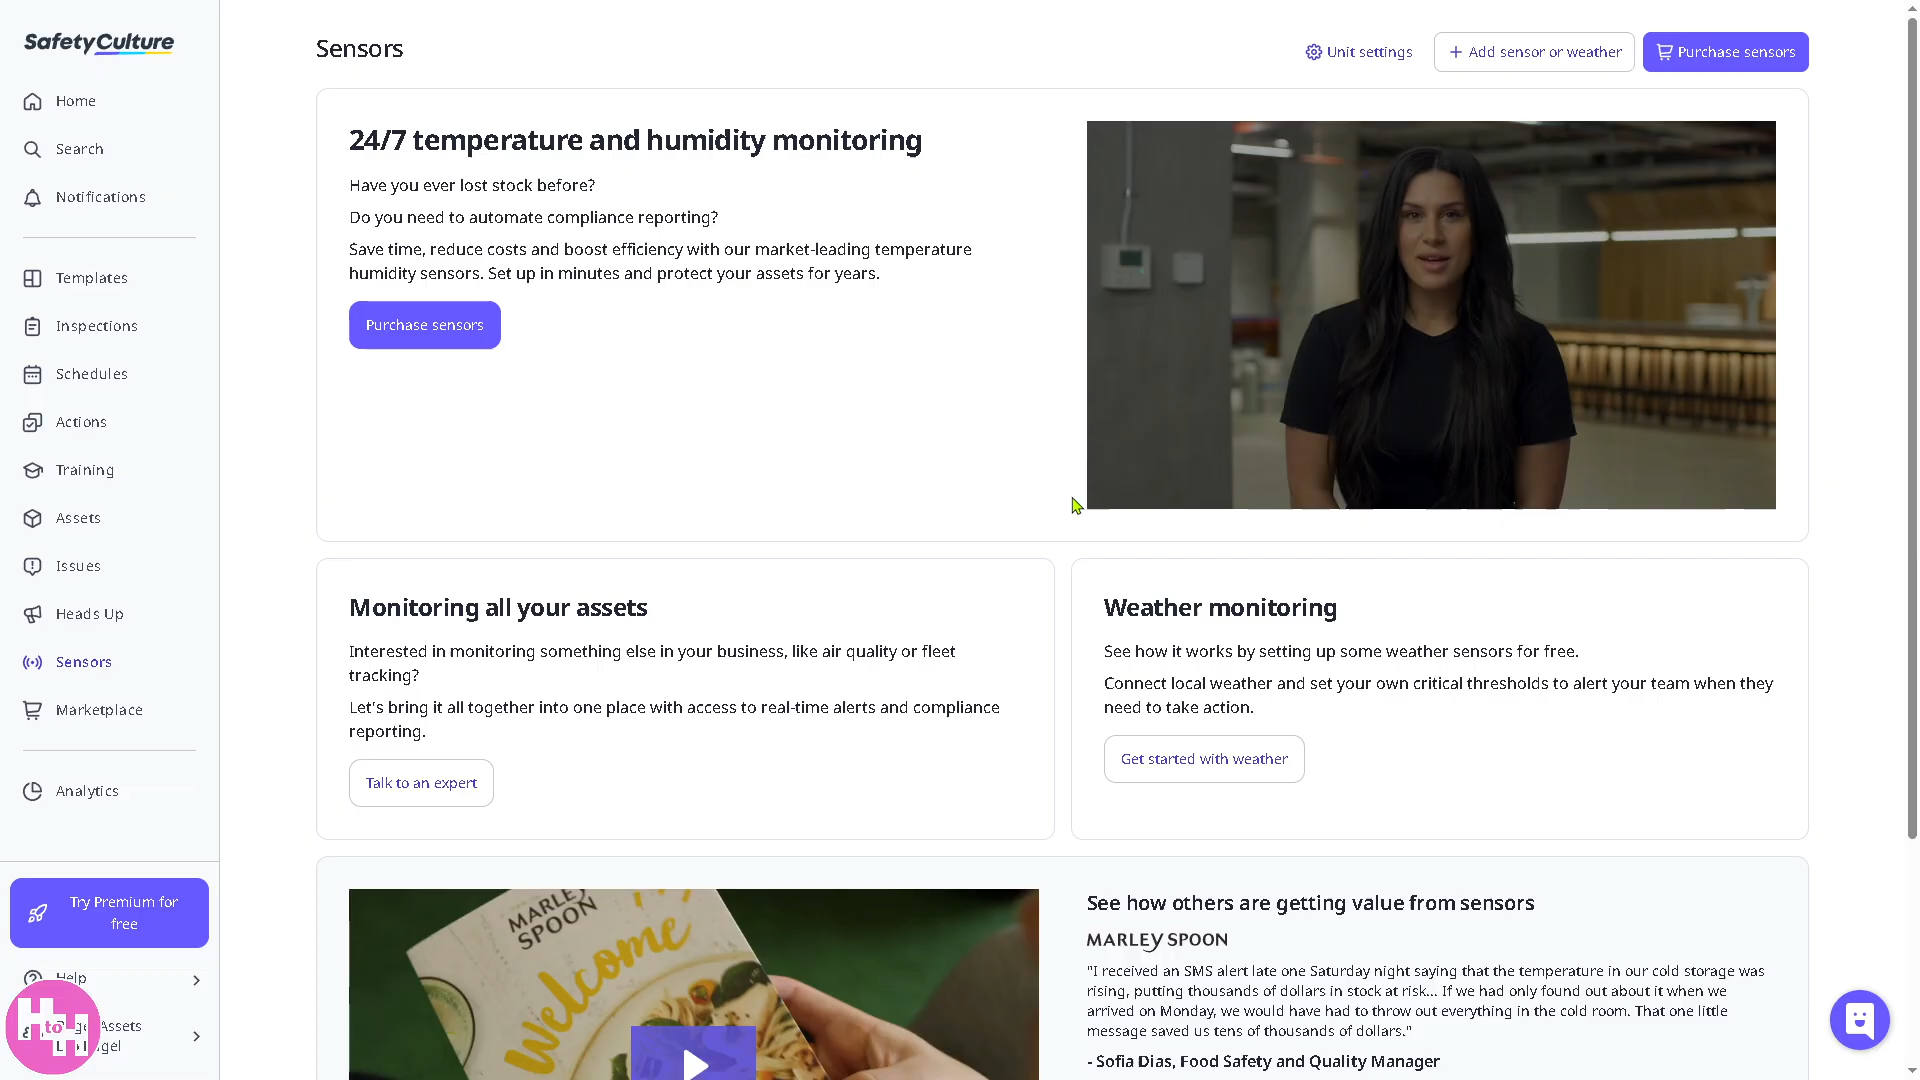 SafetyCulture
Home
Search
Notifications
Templates
Inspections
Schedules
Actions
Training
Assets
Issues
Heads Up
Sensors
Marketplace
Analytics
Try Premium for
free
Help
Assets
gel
H to H
Sensors
Unit settings
Add sensor or weather
Purchase sensors
24/7 temperature and humidity monitoring
Have you ever lost stock before?
Do you need to automate compliance reporting?
Save time, reduce costs and boost efficiency with our market-leading temperature
humidity sensors. Set up in minutes and protect your assets for years.
Purchase sensors
Monitoring all your assets
Interested in monitoring something else in your business, like air quality or fleet
tracking?
Let's bring it all together into one place with access to real-time alerts and compliance
reporting.
Talk to an expert
Weather monitoring
See how it works by setting up some weather sensors for free.
Connect local weather and set your own critical thresholds to alert your team when they
need to take action.
Get started with weather
MARLEY
SPOON
Welcome
See how others are getting value from sensors
MARLEY SPOON
"I received an SMS alert late one Saturday night saying that the temperature in our cold storage was
rising, putting thousands of dollars in stock at risk... If we had only found out about it when we
arrived on Monday, we would have had to throw out everything in the cold room. That one little
message saved us tens of thousands of dollars."
- Sofia Dias, Food Safety and Quality Manager